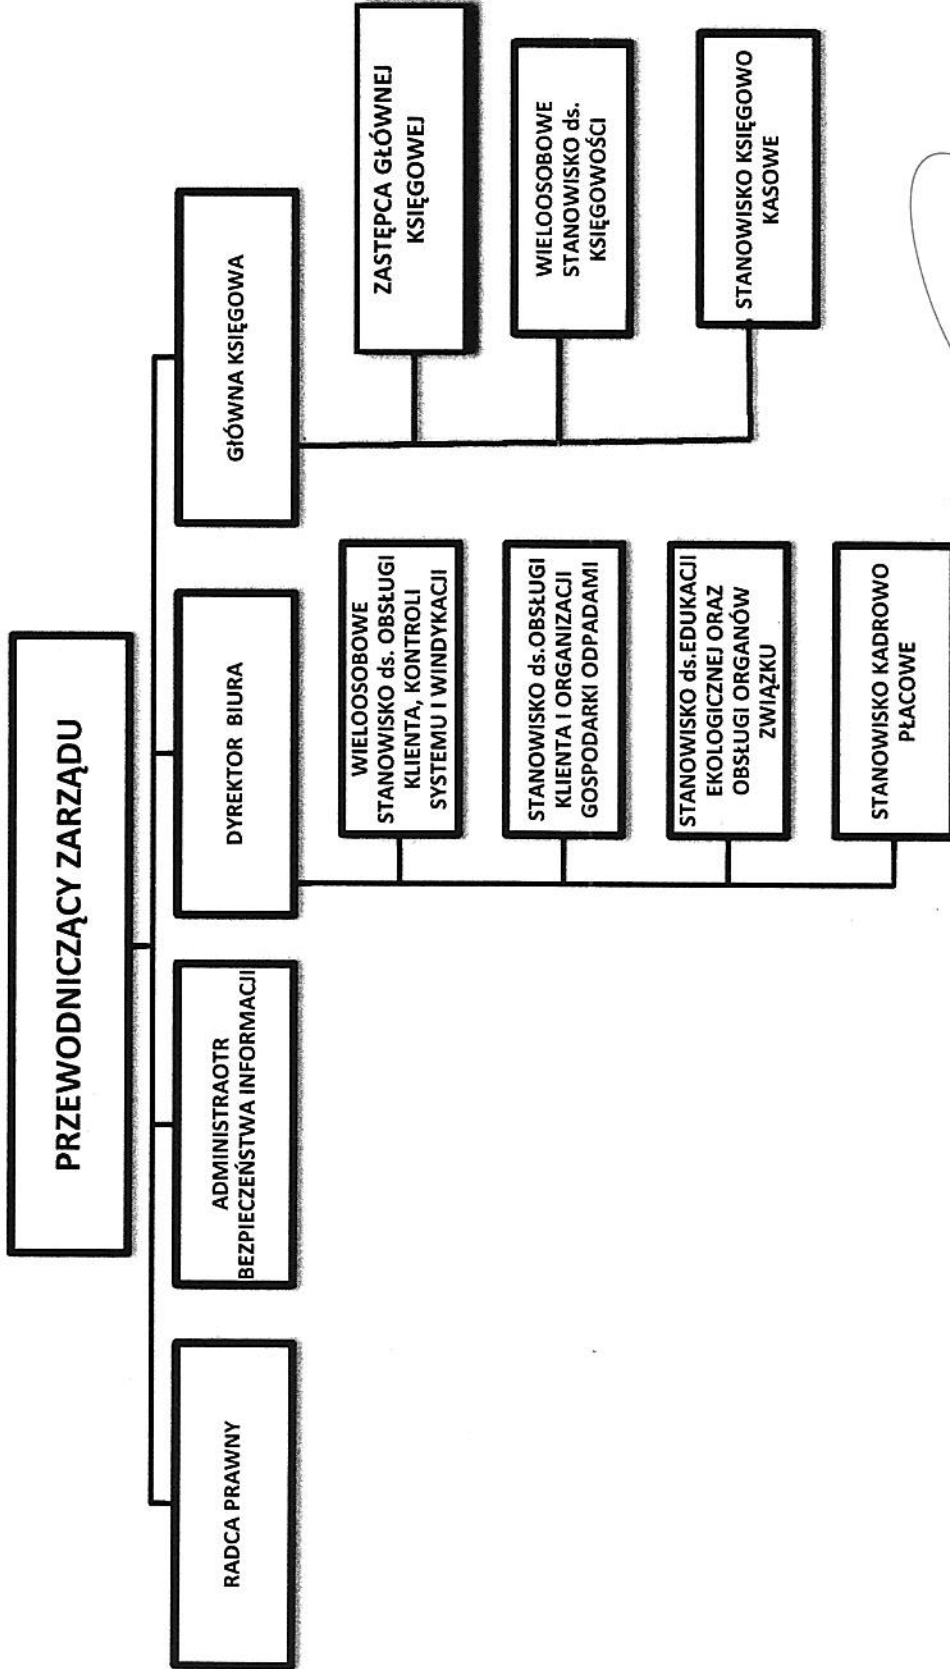 PRZEWODNICZĄCY ZARZĄDU
RADCA PRAWNY
ADMINISTRAOTR
BEZPIECZEŃSTWA INFORMACJI
DYREKTOR BIURA
GŁÓWNA KSIĘGOWA
WIELOOSOBOWE
STANOWISKO ds. OBSŁUGI
KLIENTA, KONTROLI
SYSTEMU I WINDYKACJI
STANOWISKO ds.OBSŁUGI
KLIENTA I ORGANIZACJI
GOSPODARKI ODPADAMI
STANOWISKO ds.EDUKACJI
EKOLOGICZNEJ ORAZ
OBSŁUGI ORGANÓW
ZWIĄZKU
STANOWISKO KADROWO
PŁACOWE
ZASTĘPCA GŁÓWNEJ
KSIĘGOWEJ
WIELOOSOBOWE
STANOWISKO ds.
KSIĘGOWOŚCI
STANOWISKO KSIĘGOWO
KASOWE